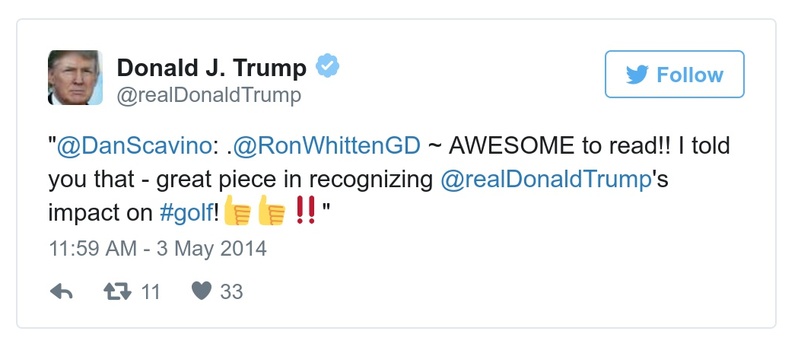 Donald J. Trump
Follow
@realDonaldTrump
"@DanScavino: .@RonWhittenGD ~ AWESOME to read!! I told
you that - great piece in recognizing @realDonaldTrump's
impact on #golf!👍👍‼️"
11:59 AM - 3 May 2014
11 33